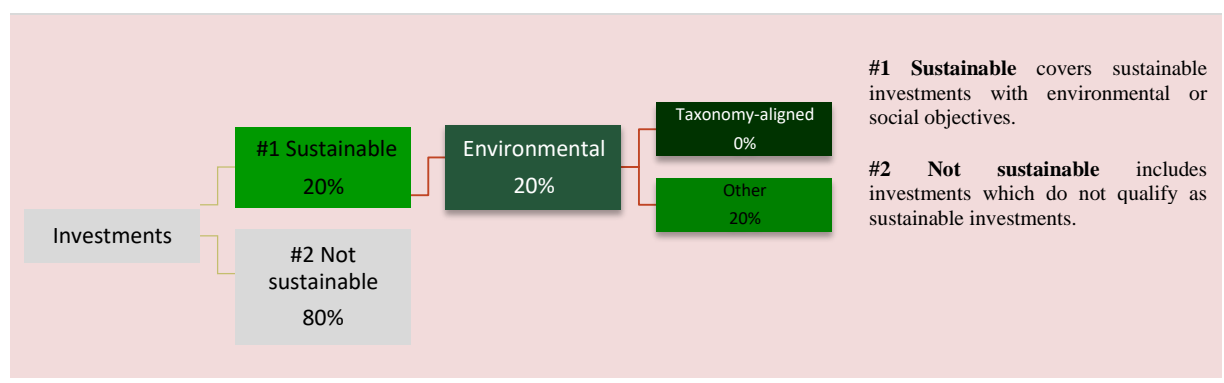 Investments
#1 Sustainable
20%
#2 Not
sustainable
80%
Environmental
20%
Taxonomy-aligned
0%
Other
20%
#1 Sustainable covers sustainable
investments with environmental or
social objectives.
#2 Not sustainable includes
investments which do not qualify as
sustainable investments.